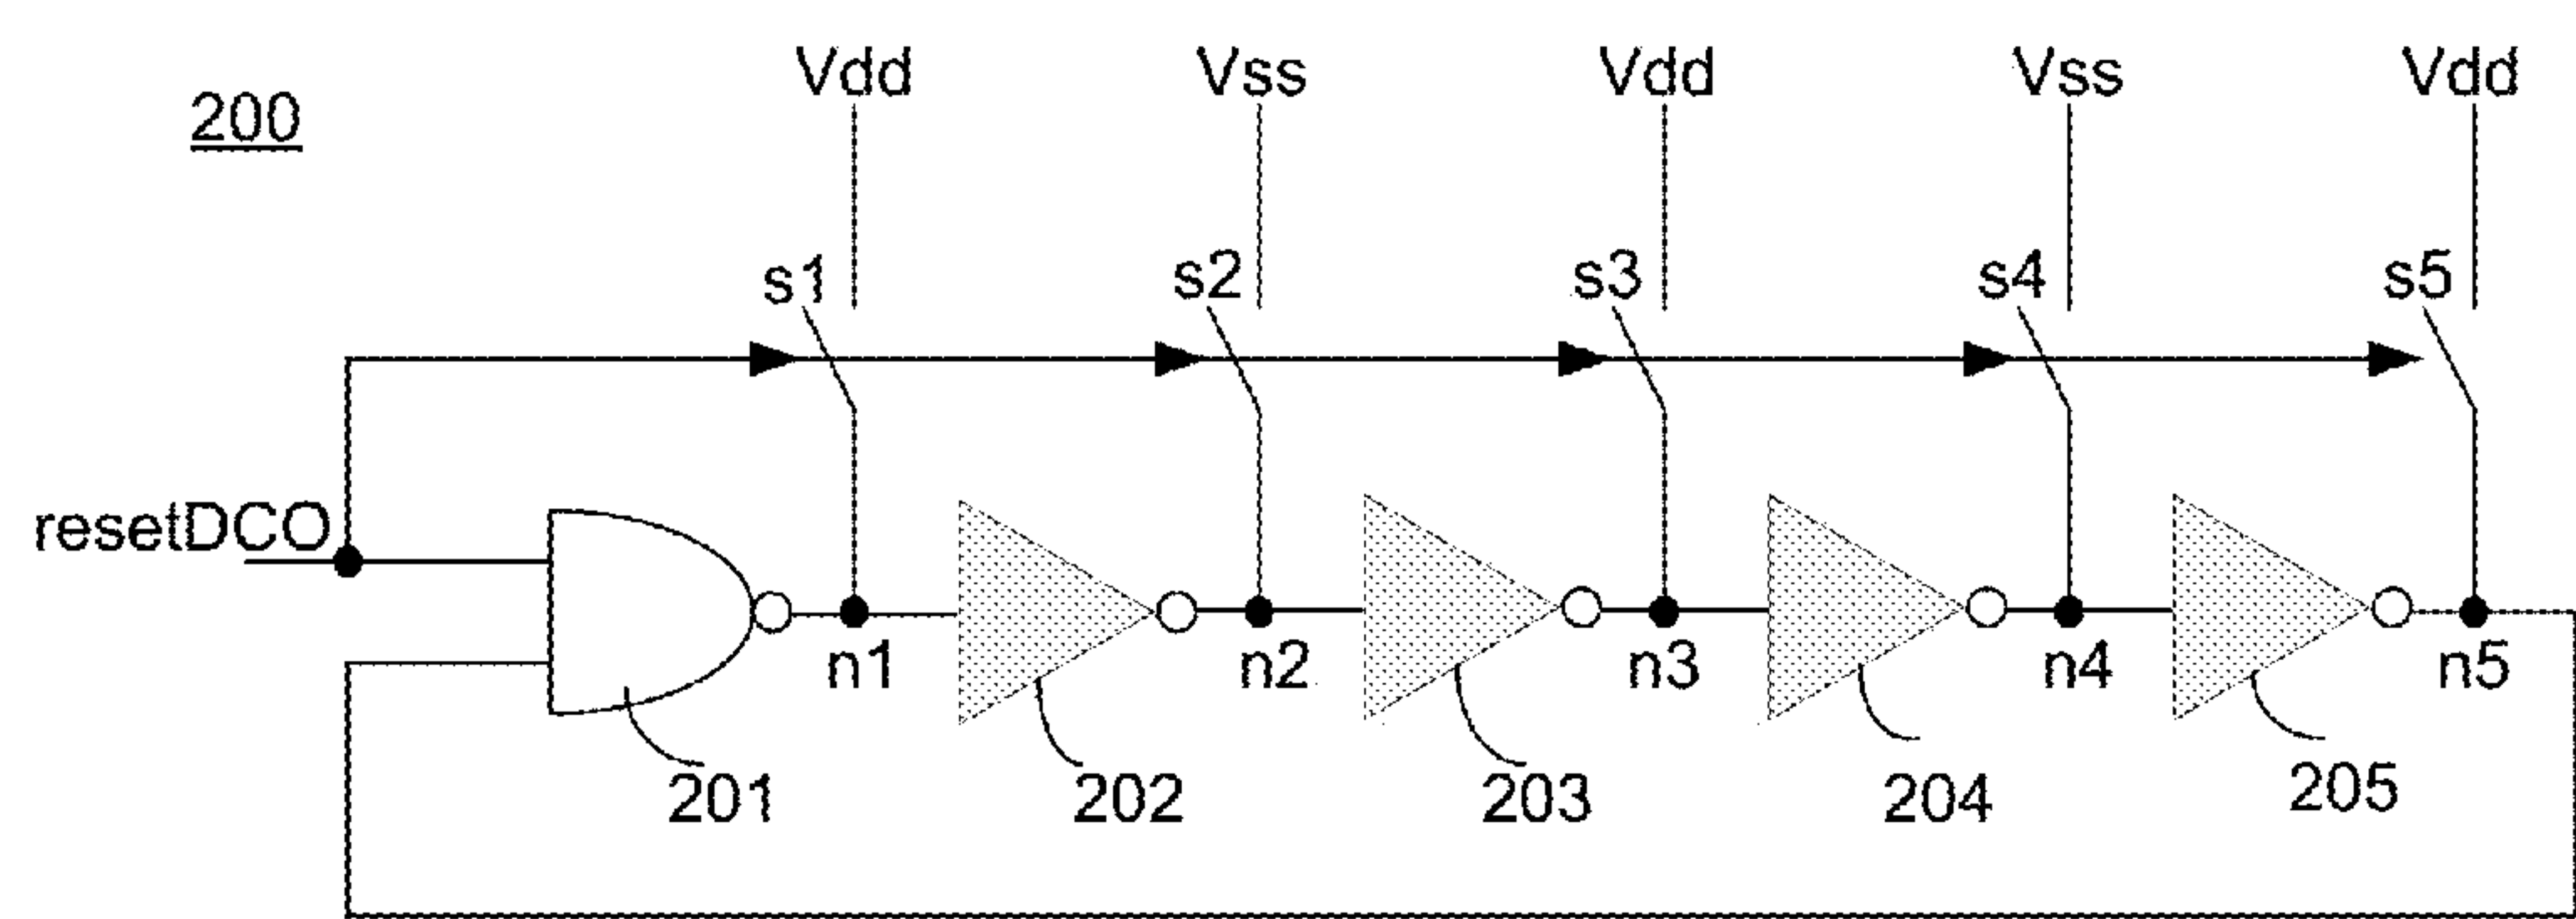 200
Vdd Vss Vdd Vss Vdd
s1 s2 s3 s4 s5
resetDCO
n1 n2 n3 n4 n5
201 202 203 204 205